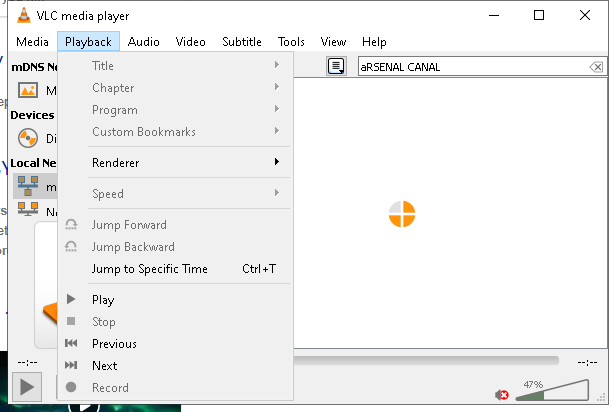 VLC media player
Media Playback Audio Video Subtitle Tools View Help
mDNS Ne
aRSENAL CANAL
M
Devices
Di
Local Ne
m
Ne
Title
Chapter
Program
Custom Bookmarks
Renderer
Speed
Jump Forward
Jump Backward
Jump to Specific Time Ctrl+T
Play
Stop
Previous
Next
Record
--:-- --:--
47%